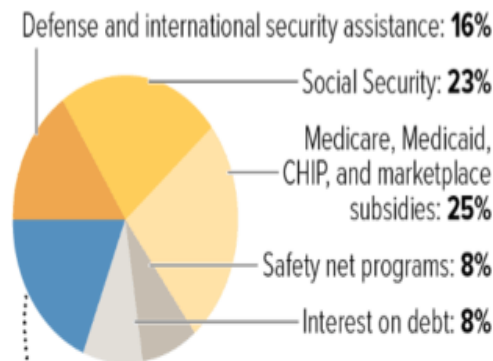 Defense and international security assistance: 16%
Social Security: 23%
Medicare, Medicaid,
CHIP, and marketplace
subsidies: 25%
Safety net programs: 8%
Interest on debt: 8%